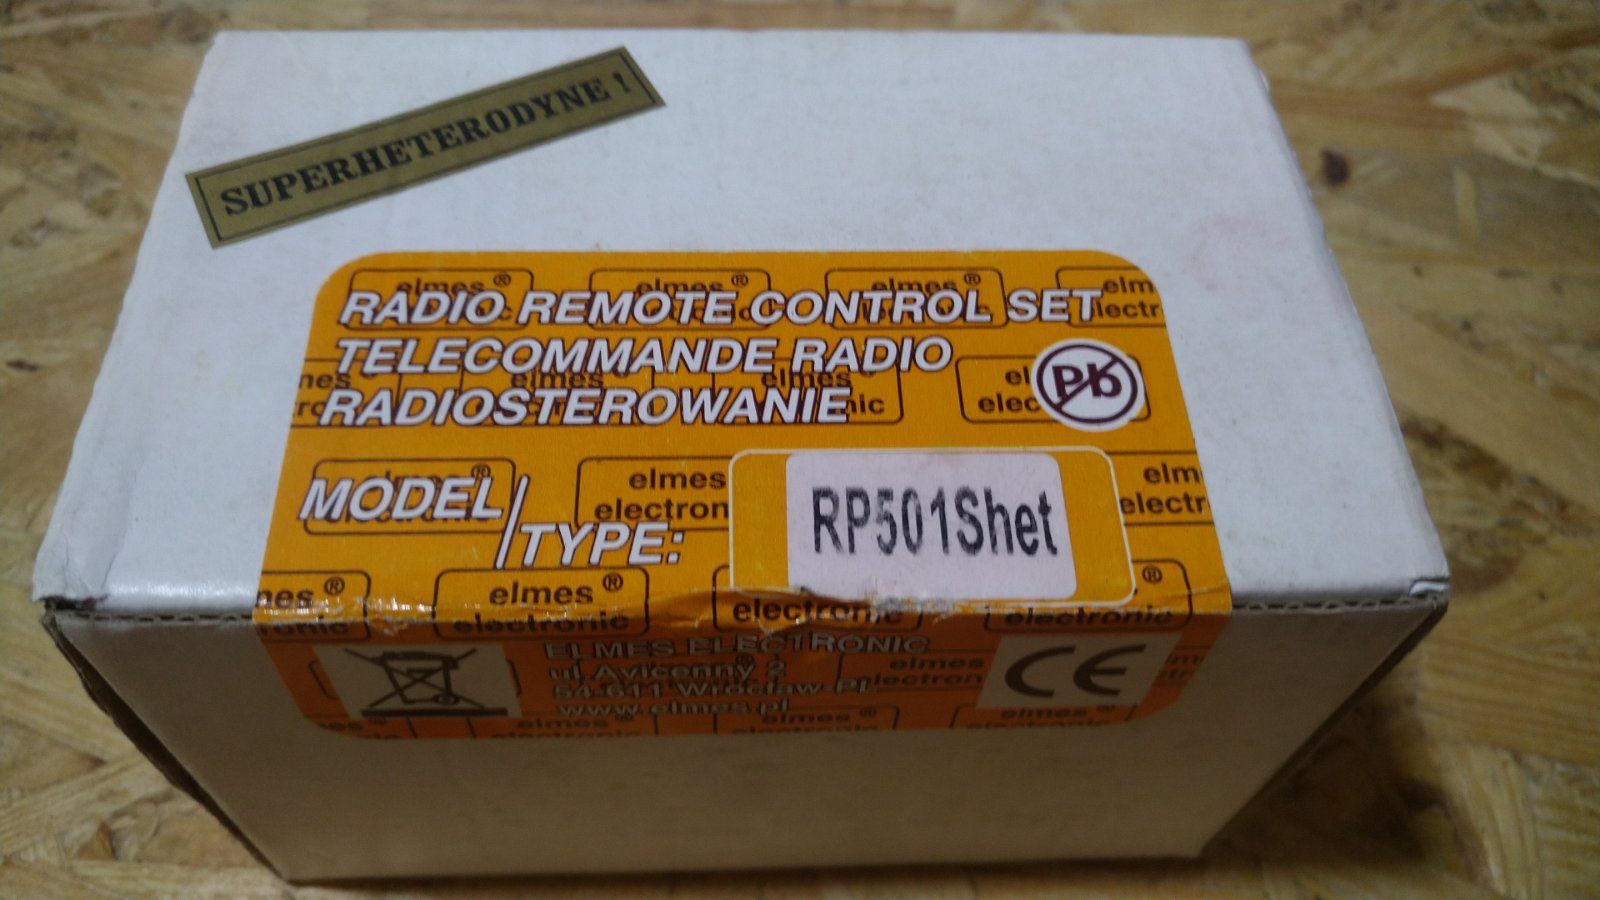 SUPERHETERODYNE !
RADIO REMOTE CONTROL SET
TELECOMMANDE RADIO
RADIOSTEROWANIE
Pb
MODEL/TYPE:
RP501Shet
elmes ®
electronic
ELMES ELECTRONIC
ul. Avicenny 2
54-611 Wrocław PL
www.elmes.pl
CE